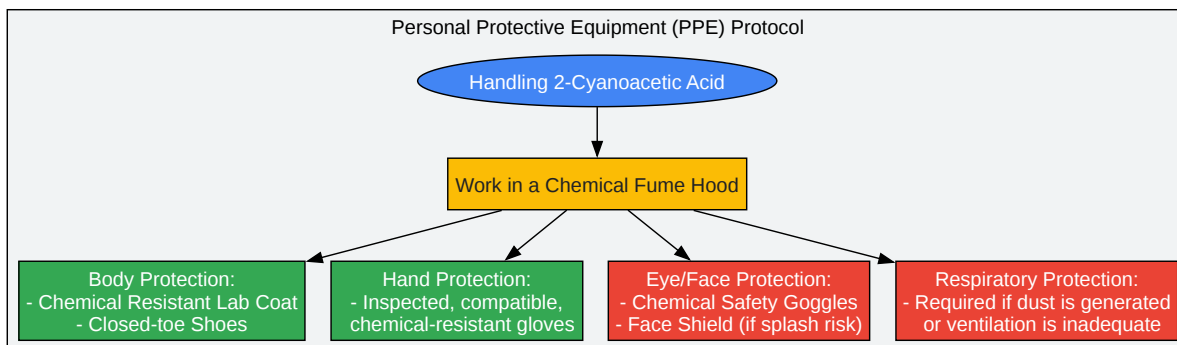 Personal Protective Equipment (PPE) Protocol
Handling 2-Cyanoacetic Acid
Work in a Chemical Fume Hood
Body Protection:
- Chemical Resistant Lab Coat
- Closed-toe Shoes
Hand Protection:
- Inspected, compatible,
chemical-resistant gloves
Eye/Face Protection:
- Chemical Safety Goggles
- Face Shield (if splash risk)
Respiratory Protection:
- Required if dust is generated
or ventilation is inadequate